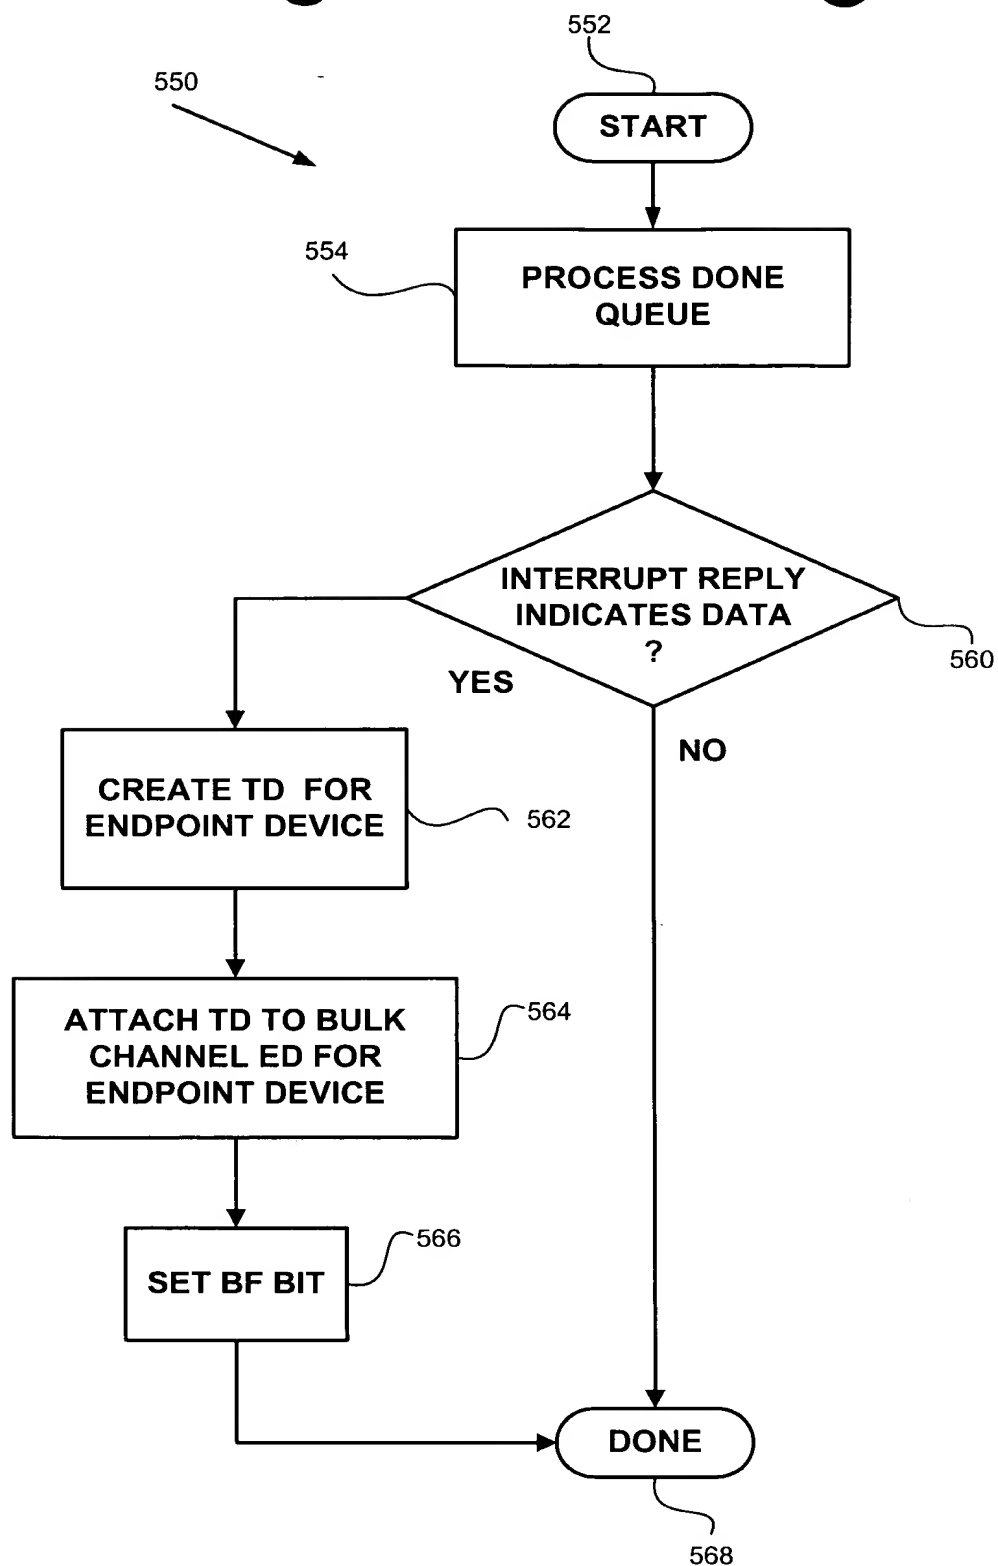 552
550
START
554
PROCESS DONE
QUEUE
INTERRUPT REPLY
INDICATES DATA
?
560
YES
NO
CREATE TD FOR
ENDPOINT DEVICE
562
ATTACH TD TO BULK
CHANNEL ED FOR
ENDPOINT DEVICE
564
SET BF BIT
566
DONE
568